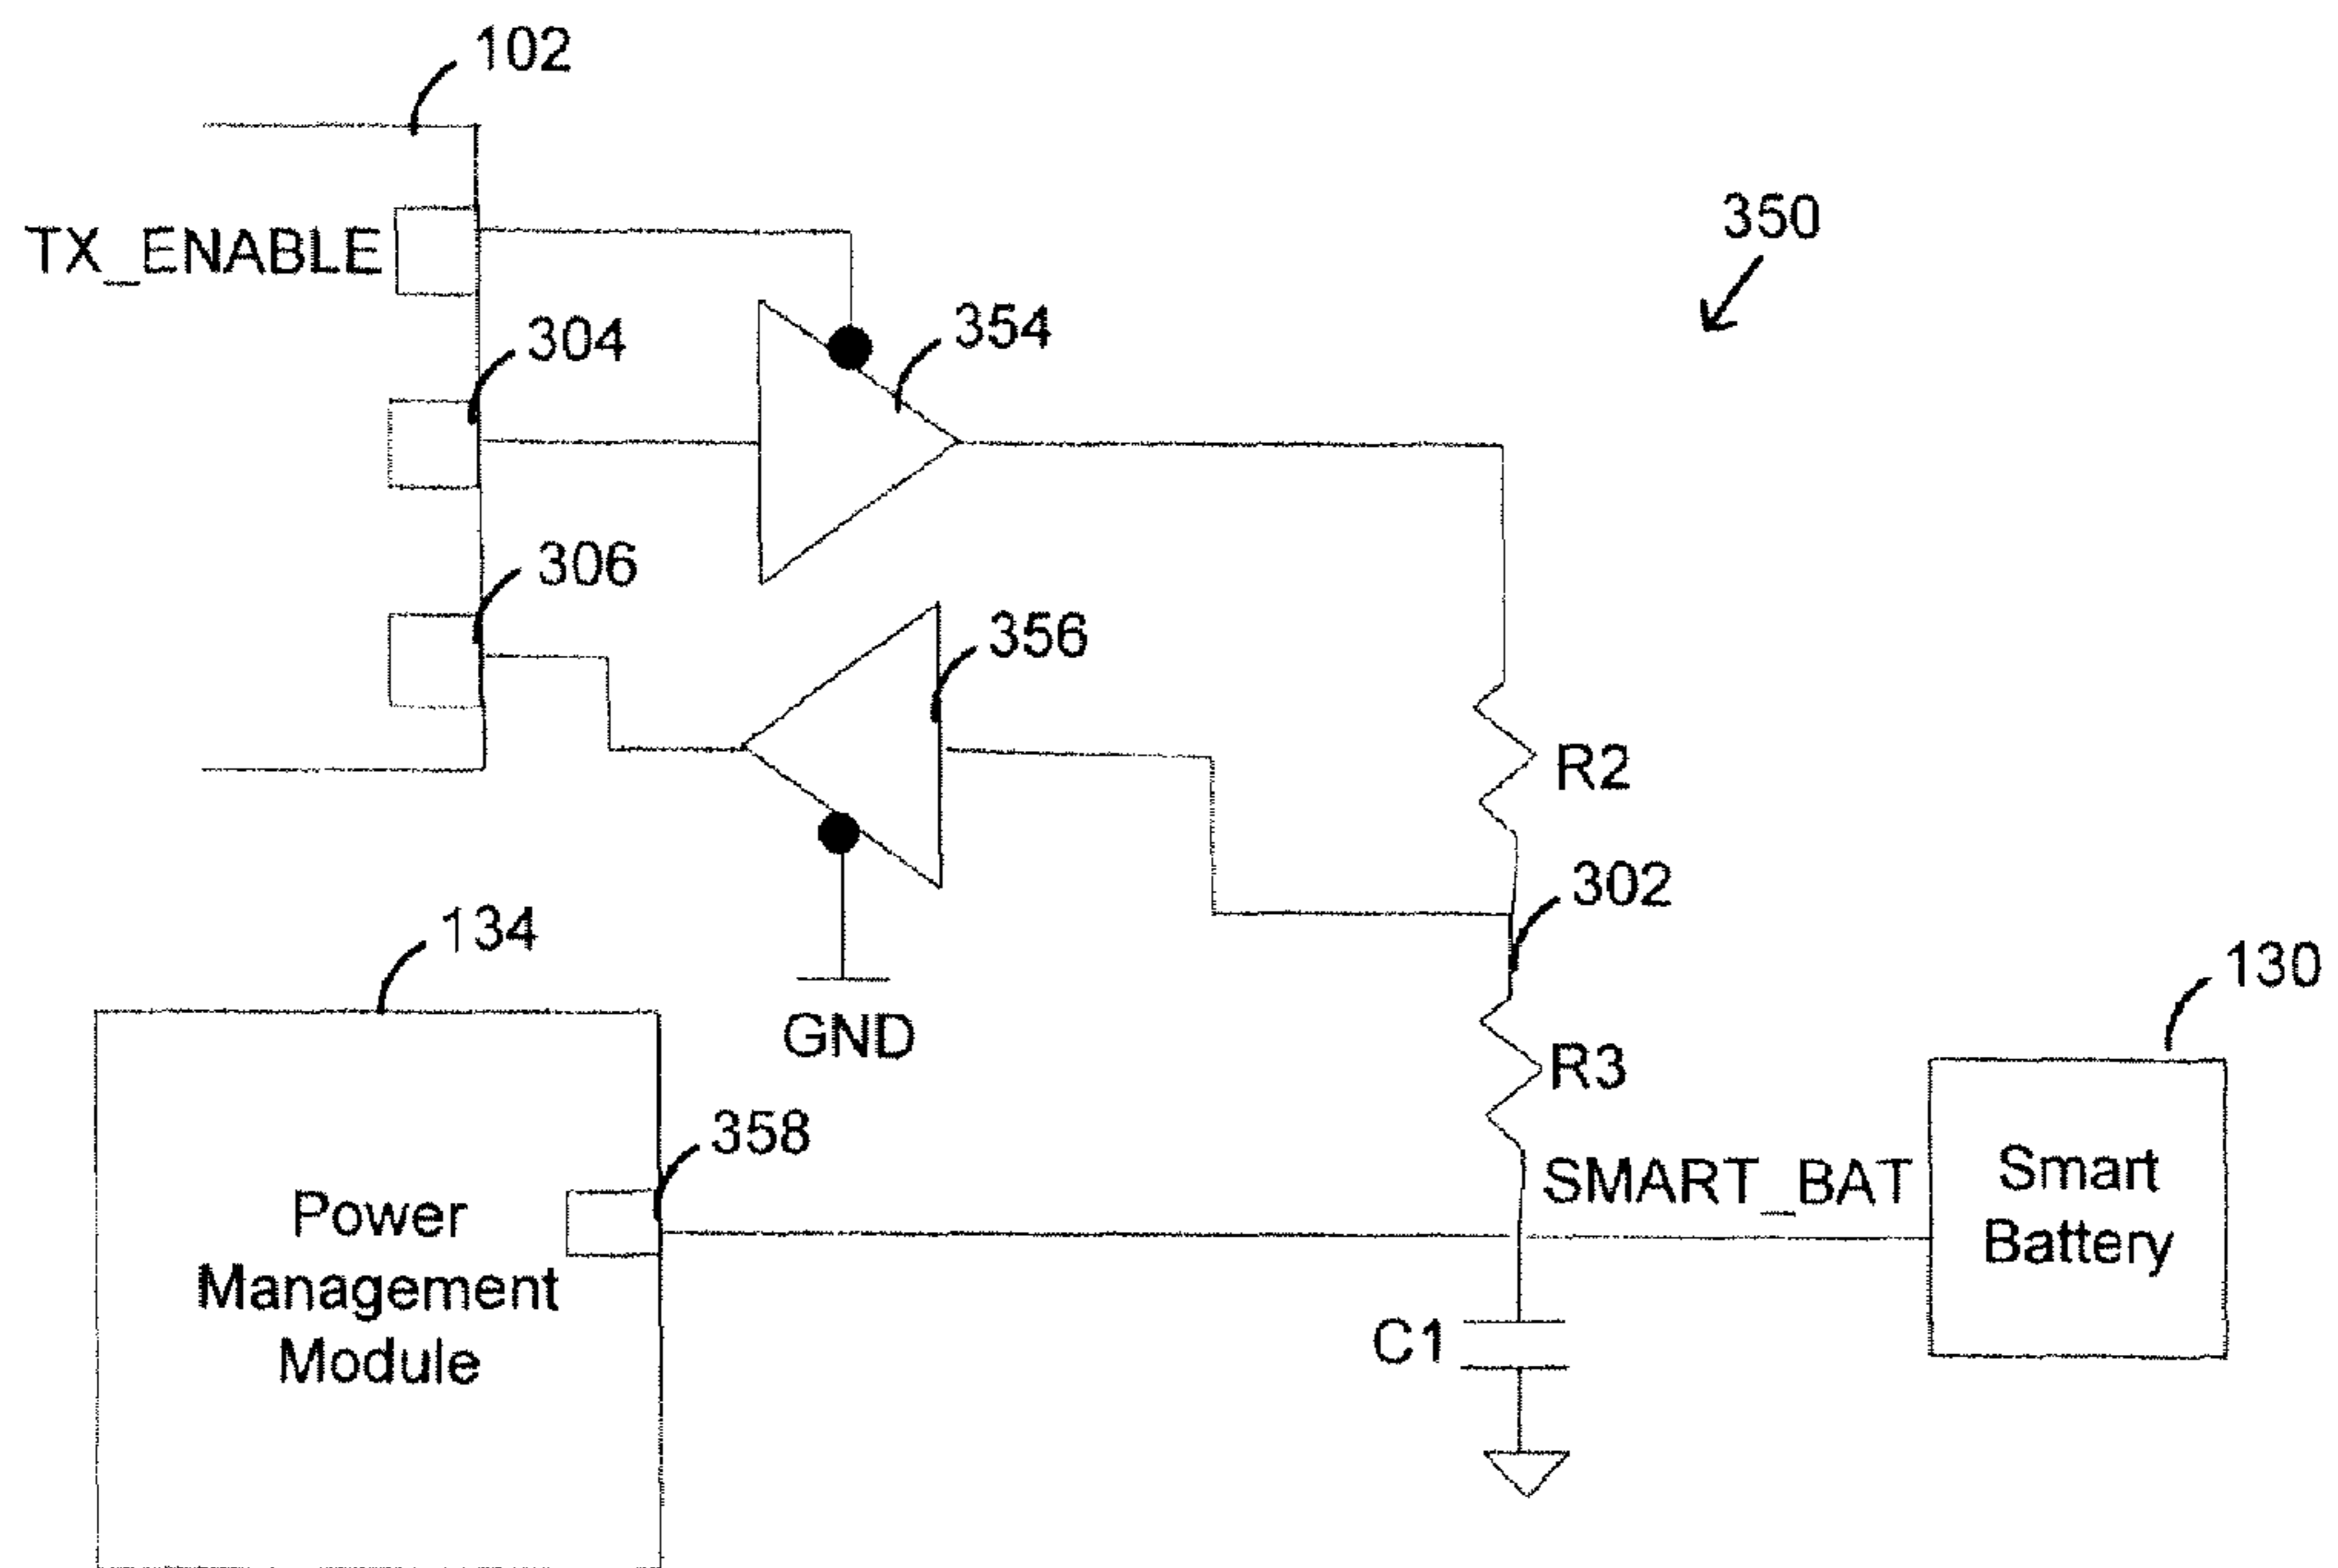 102
350
TX_ENABLE
304
354
306
356
R2
302
134
130
GND
R3
358
SMART_BAT
Smart
Battery
Power
Management
Module
C1